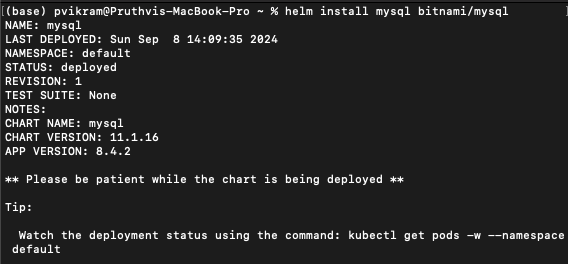 (base) pvikram@Pruthvis-MacBook-Pro ~ % helm install mysql bitnami/mysql
NAME: mysql
LAST DEPLOYED: Sun Sep  8 14:09:35 2024
NAMESPACE: default
STATUS: deployed
REVISION: 1
TEST SUITE: None
NOTES:
CHART NAME: mysql
CHART VERSION: 11.1.16
APP VERSION: 8.4.2
** Please be patient while the chart is being deployed **
Tip:
  Watch the deployment status using the command: kubectl get pods -w --namespace
 default